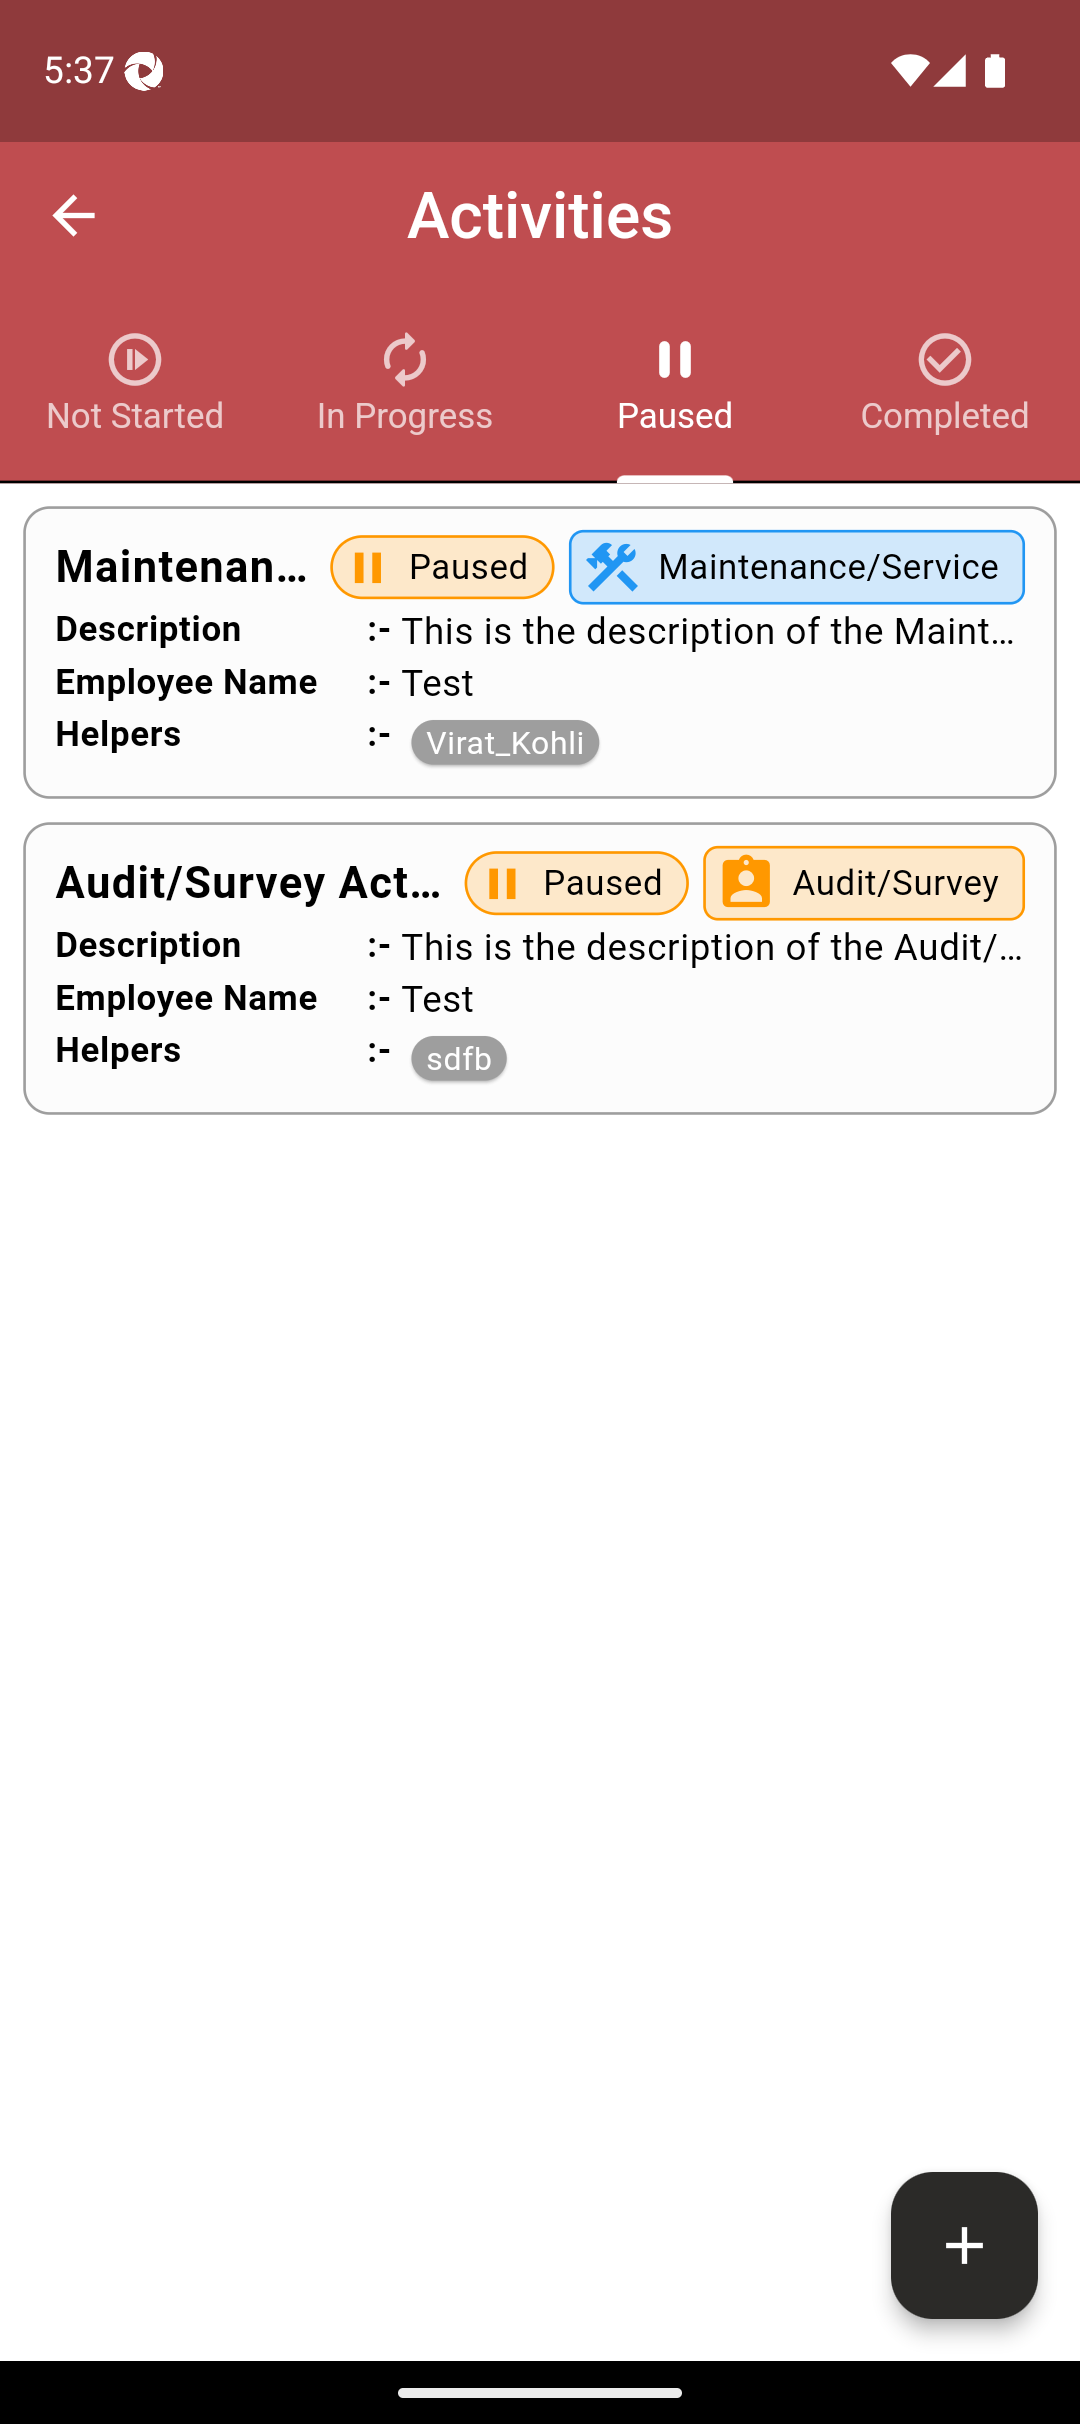 5:37
Activities
Not Started In Progress Paused Completed
Maintenan... Paused Maintenance/Service
Description :- This is the description of the Maint...
Employee Name :- Test
Helpers :- Virat_Kohli
Audit/Survey Act... Paused Audit/Survey
Description :- This is the description of the Audit/...
Employee Name :- Test
Helpers :- sdfb